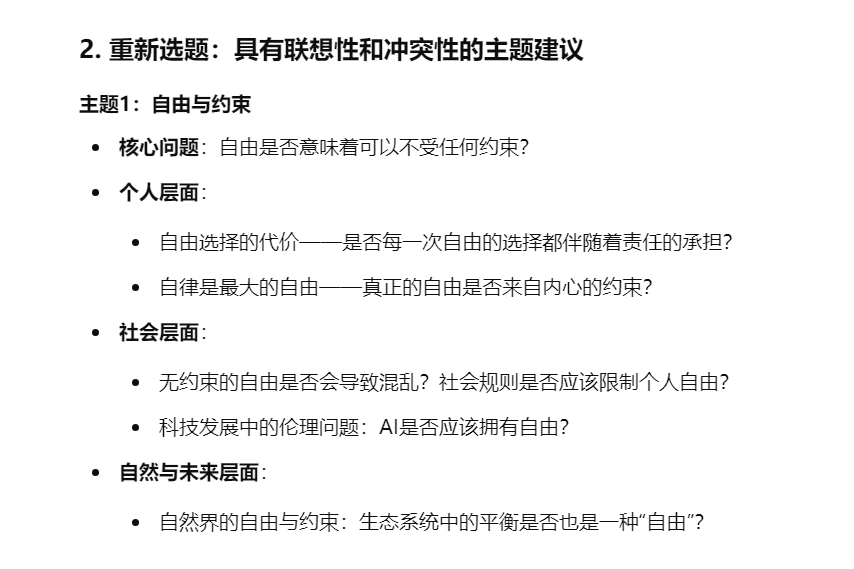 2. 重新选题：具有联想性和冲突性的主题建议
主题1：自由与约束
核心问题：自由是否意味着可以不受任何约束？
个人层面：
自由选择的代价——是否每一次自由的选择都伴随着责任的承担？
自律是最大的自由——真正的自由是否来自内心的约束？
社会层面：
无约束的自由是否会导致混乱？社会规则是否应该限制个人自由？
科技发展中的伦理问题：AI是否应该拥有自由？
自然与未来层面：
自然界的自由与约束：生态系统中的平衡是否也是一种“自由”？